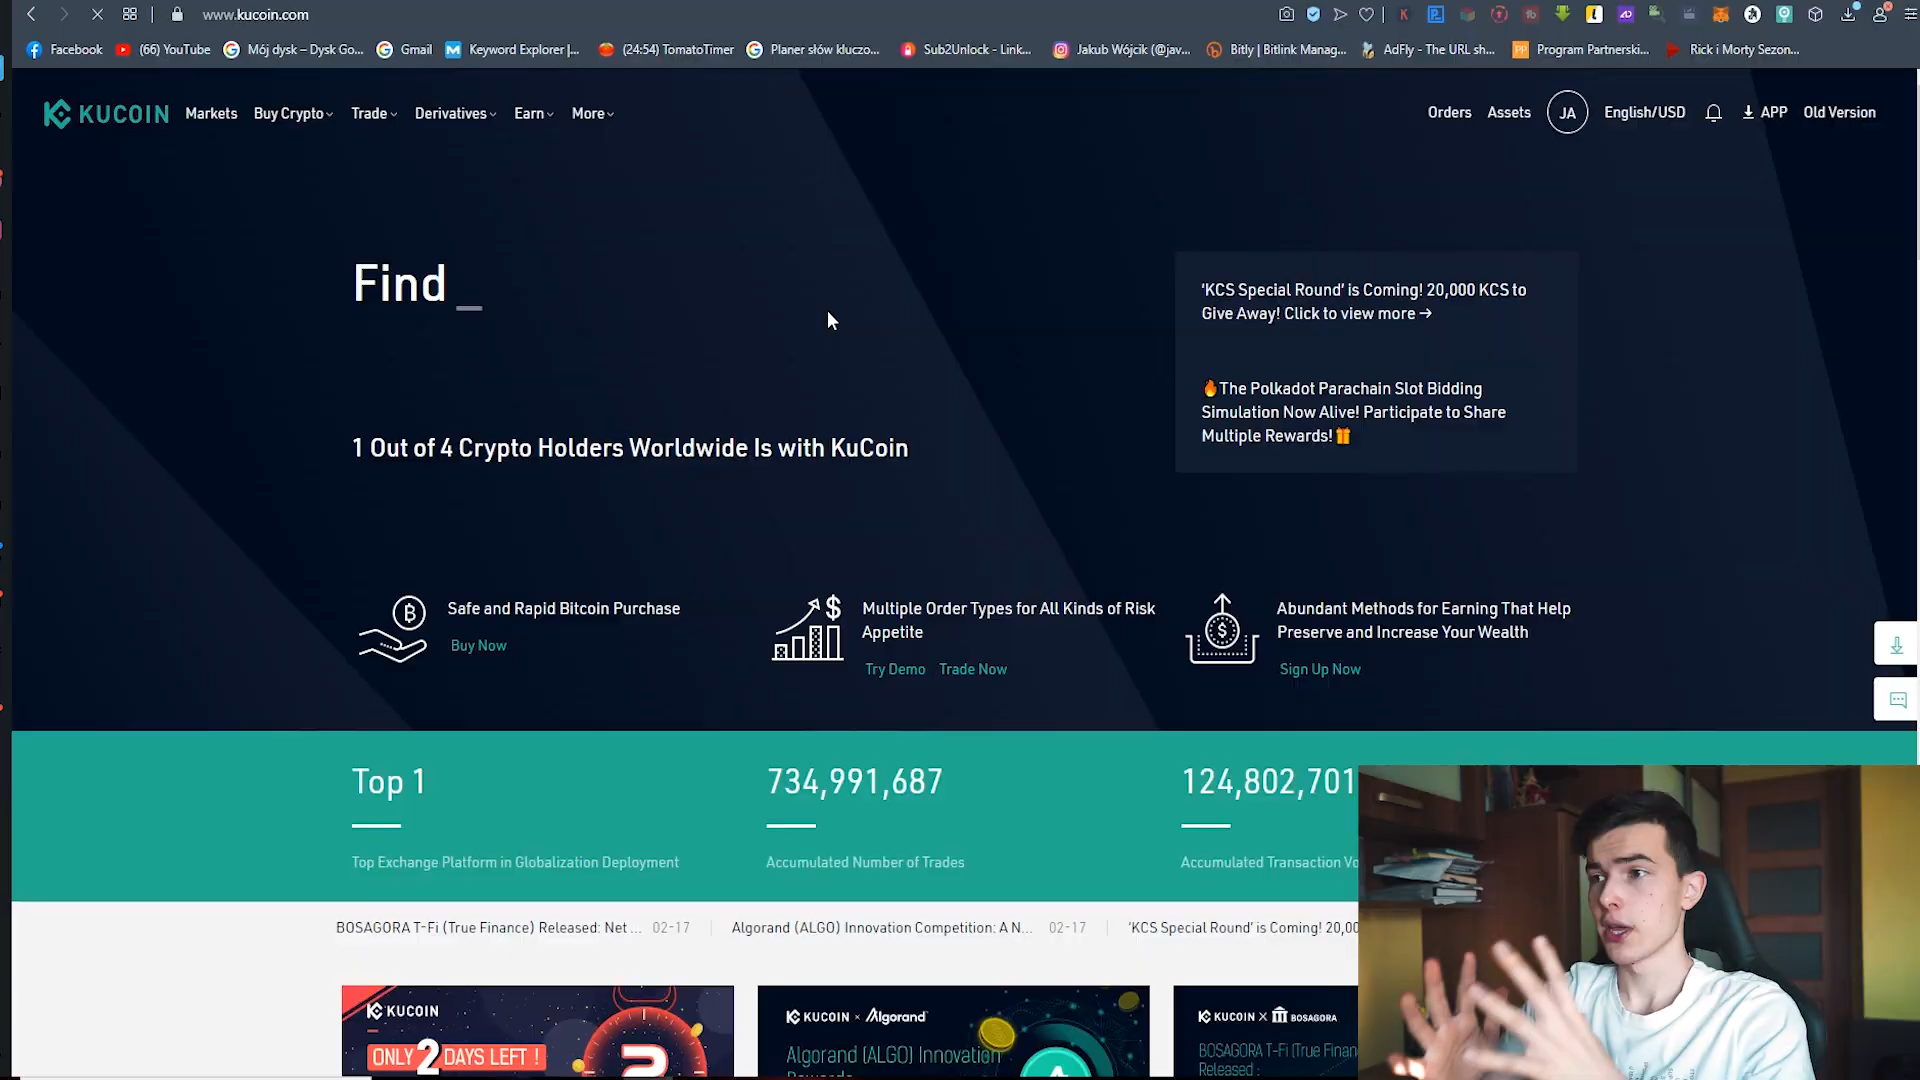 www.kucoin.com
Facebook
(66) YouTube
Mój dysk – Dysk Go...
Gmail
Keyword Explorer |...
(24:54) TomatoTimer
Planer słów kluczo...
Sub2Unlock - Link...
Jakub Wójcik (@jav...
Bitly | Bitlink Manag...
AdFly - The URL sh...
Program Partnerski...
Rick i Morty Sezon...
KUCOIN
Markets
Buy Crypto
Trade
Derivatives
Earn
More
Orders
Assets
JA
English/USD
APP
Old Version
Find _
'KCS Special Round' is Coming! 20,000 KCS to
Give Away! Click to view more →
🔥The Polkadot Parachain Slot Bidding
Simulation Now Alive! Participate to Share
Multiple Rewards!🎁
1 Out of 4 Crypto Holders Worldwide Is with KuCoin
Safe and Rapid Bitcoin Purchase
Buy Now
Multiple Order Types for All Kinds of Risk
Appetite
Try Demo Trade Now
Abundant Methods for Earning That Help
Preserve and Increase Your Wealth
Sign Up Now
Top 1
Top Exchange Platform in Globalization Deployment
734,991,687
Accumulated Number of Trades
124,802,701
Accumulated Transaction Vo
BOSAGORA T-Fi (True Finance) Released: Net ... 02-17
Algorand (ALGO) Innovation Competition: A N... 02-17
'KCS Special Round' is Coming! 20,00
KUCOIN
ONLY 2 DAYS LEFT !
KUCOIN × Algorand
Algorand (ALGO) Innovation
KUCOIN X BOSAGORA
BOSAGORA T-Fi (True Finan
Released :